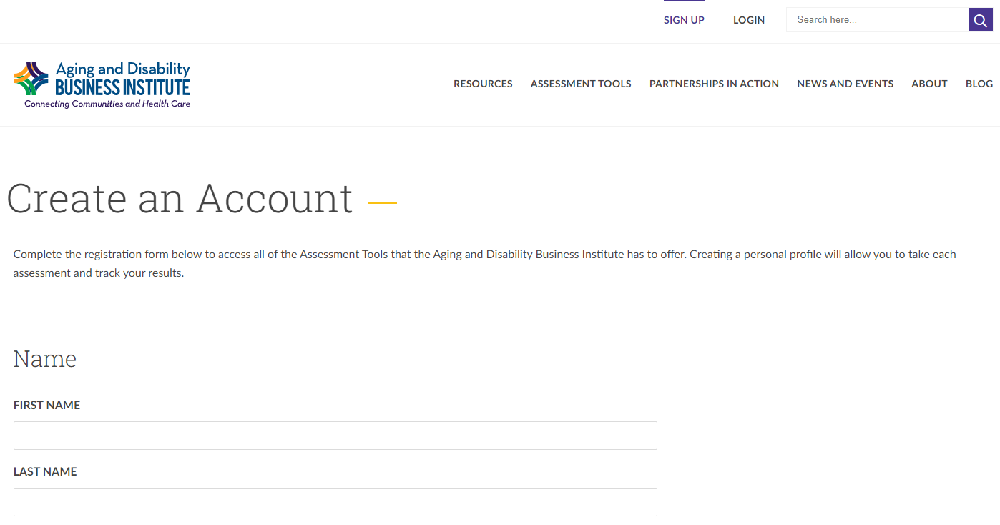 SIGN UP
LOGIN
Search here...
Aging and Disability
BUSINESS INSTITUTE
Connecting Communities and Health Care
RESOURCES
ASSESSMENT TOOLS
PARTNERSHIPS IN ACTION
NEWS AND EVENTS
ABOUT
BLOG
Create an Account
Complete the registration form below to access all of the Assessment Tools that the Aging and Disability Business Institute has to offer. Creating a personal profile will allow you to take each
assessment and track your results.
Name
FIRST NAME
LAST NAME